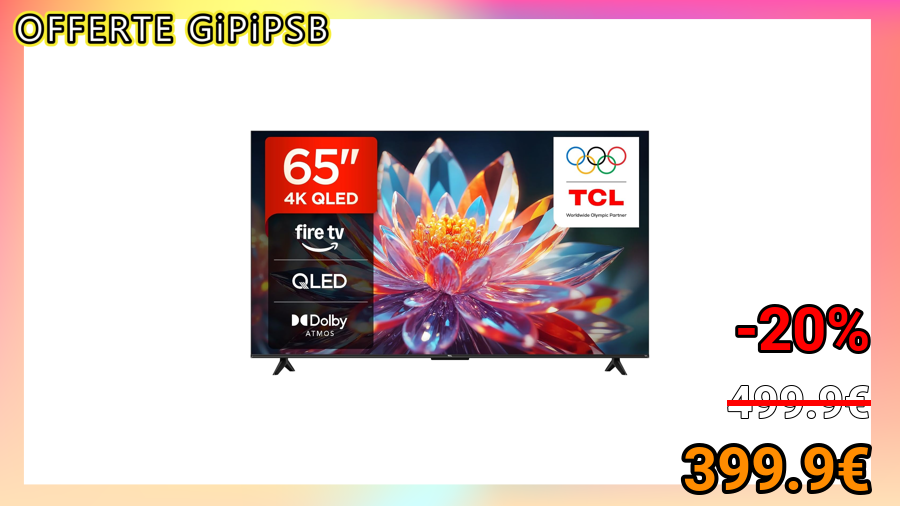 OFFERTE GiPiPSB
65"
4K QLED
fire tv
QLED
Dolby
ATMOS
TCL
Worldwide Olympic Partner
-20%
499.9€
399.9€